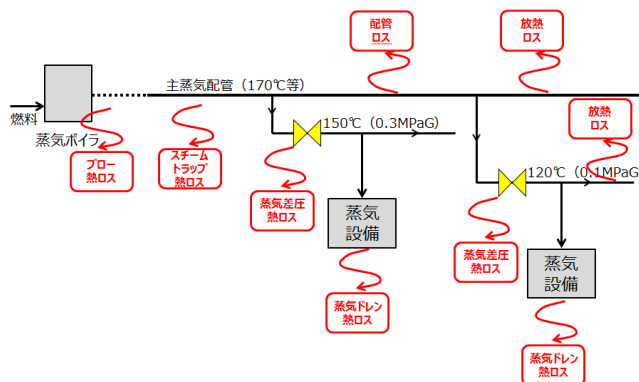 配管
ロス
放熱
ロス
主蒸気配管（170℃等）
燃料
蒸気ボイラ
ブロー
熱ロス
スチーム
トラップ
熱ロス
150℃（0.3MPaG）
放熱
ロス
蒸気差圧
熱ロス
120℃（0.1MPaG
蒸気
設備
蒸気差圧
熱ロス
蒸気
設備
蒸気ドレン
熱ロス
蒸気ドレン
熱ロス